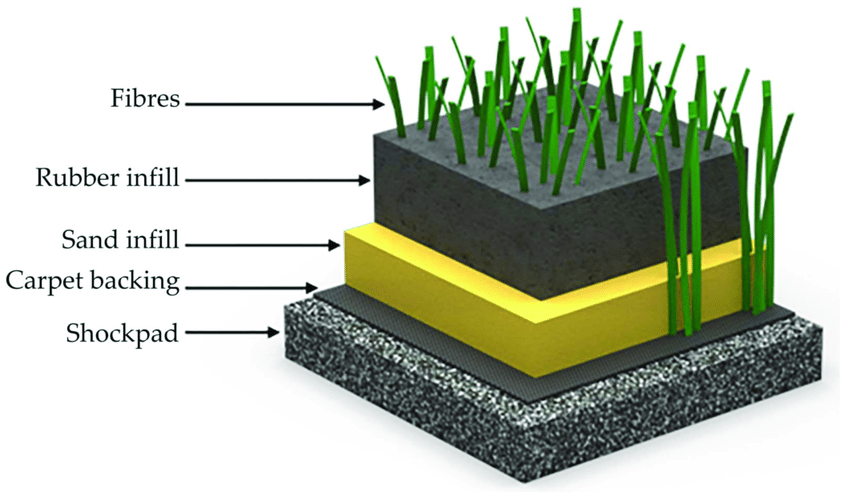 Fibres
Rubber infill
Sand infill
Carpet backing
Shockpad